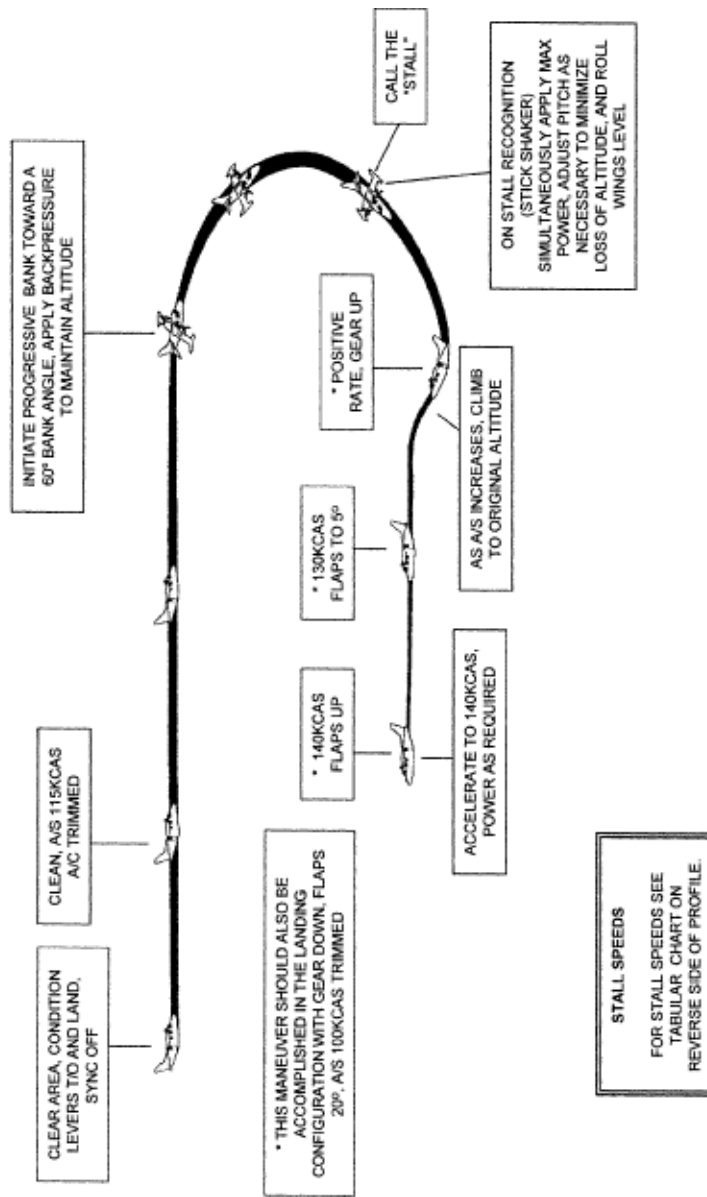 CLEAR AREA, CONDITION
LEVERS T/O AND LAND,
SYNC OFF
CLEAN, A/S 115KCAS
A/C TRIMMED
INITIATE PROGRESSIVE BANK TOWARD A
60º BANK ANGLE, APPLY BACKPRESSURE
TO MAINTAIN ALTITUDE
CALL THE
"STALL"
ON STALL RECOGNITION
(STICK SHAKER)
SIMULTANEOUSLY APPLY MAX
POWER, ADJUST PITCH AS
NECESSARY TO MINIMIZE
LOSS OF ALTITUDE, AND ROLL
WINGS LEVEL
* POSITIVE
RATE, GEAR UP
AS A/S INCREASES, CLIMB
TO ORIGINAL ALTITUDE
* 130KCAS
FLAPS TO 5º
* 140KCAS
FLAPS UP
ACCELERATE TO 140KCAS,
POWER AS REQUIRED
* THIS MANEUVER SHOULD ALSO BE
ACCOMPLISHED IN THE LANDING
CONFIGURATION WITH GEAR DOWN, FLAPS
20º, A/S 100KCAS TRIMMED
STALL SPEEDS
FOR STALL SPEEDS SEE
TABULAR CHART ON
REVERSE SIDE OF PROFILE.